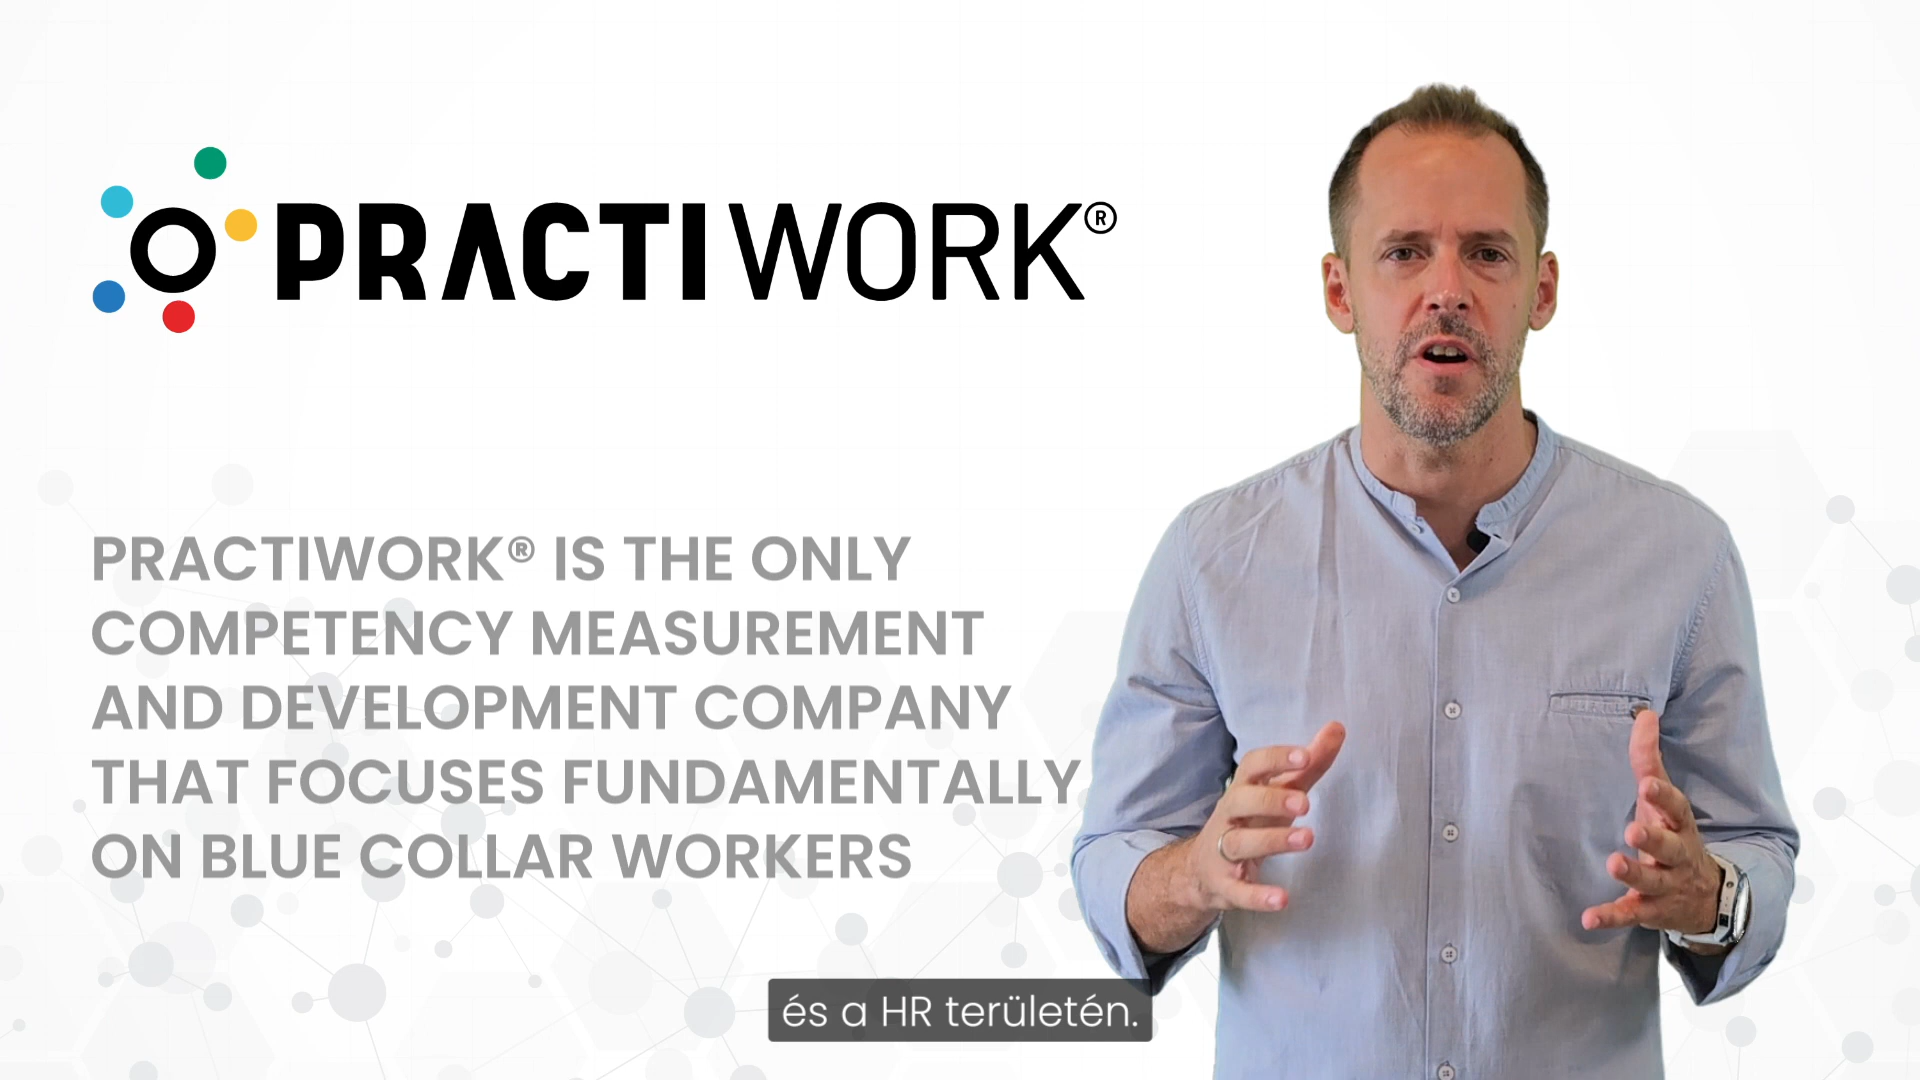 PRACTIWORK®
PRACTIWORK® IS THE ONLY
COMPETENCY MEASUREMENT
AND DEVELOPMENT COMPANY
THAT FOCUSES FUNDAMENTALLY
ON BLUE COLLAR WORKERS
és a HR területén.